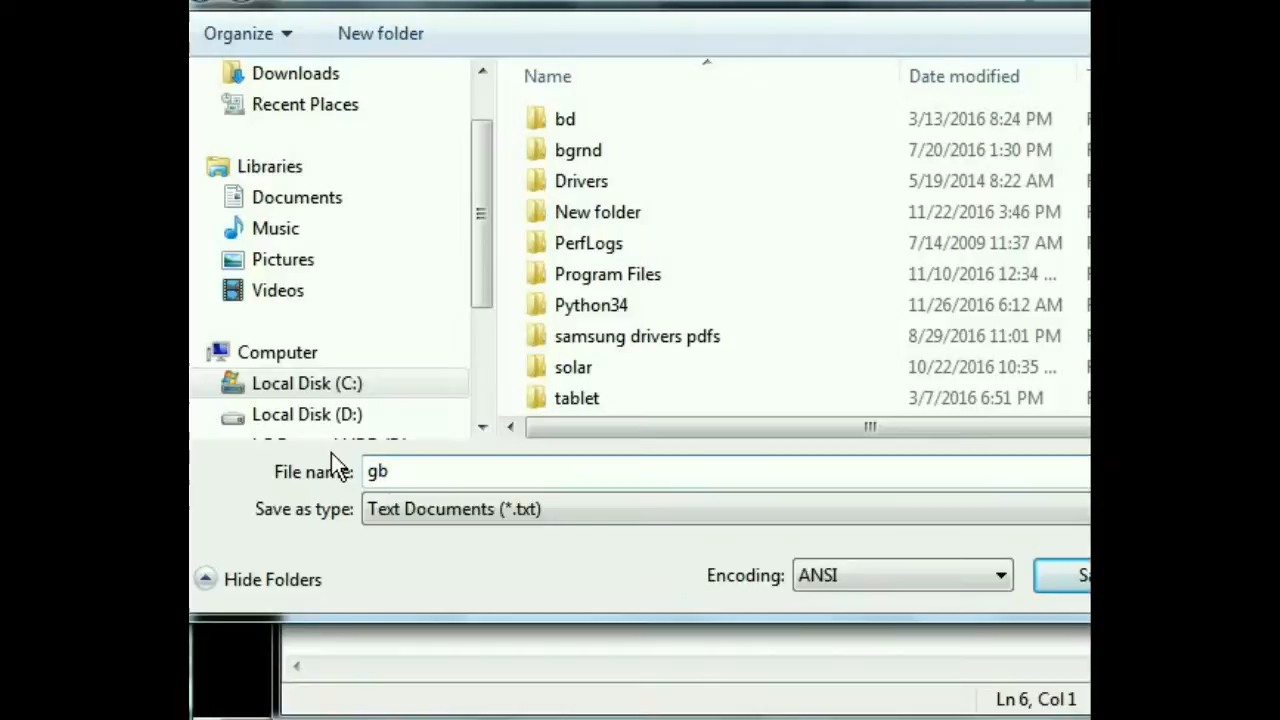 Organize New folder
Downloads
Recent Places
Libraries
Documents
Music
Pictures
Videos
Computer
Local Disk (C:)
Local Disk (D:)
Name Date modified
bd 3/13/2016 8:24 PM
bgrnd 7/20/2016 1:30 PM
Drivers 5/19/2014 8:22 AM
New folder 11/22/2016 3:46 PM
PerfLogs 7/14/2009 11:37 AM
Program Files 11/10/2016 12:34 ...
Python34 11/26/2016 6:12 AM
samsung drivers pdfs 8/29/2016 11:01 PM
solar 10/22/2016 10:35 ...
tablet 3/7/2016 6:51 PM
File name: gb
Save as type: Text Documents (*.txt)
Hide Folders Encoding: ANSI
Ln 6, Col 1